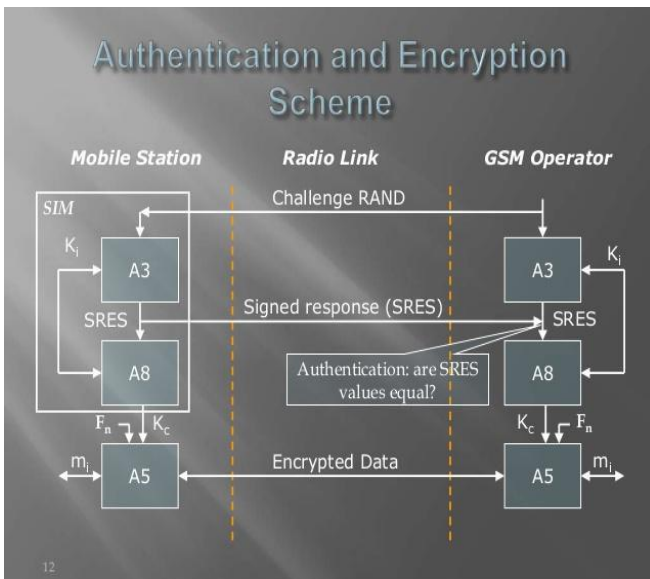 Authentication and Encryption
Scheme
Mobile Station
Radio Link
GSM Operator
SIM
Challenge RAND
Ki
A3
A3
Ki
SRES
Signed response (SRES)
SRES
A8
Authentication: are SRES
values equal?
A8
Fn
Kc
Kc
Fn
mi
A5
Encrypted Data
A5
mi
12